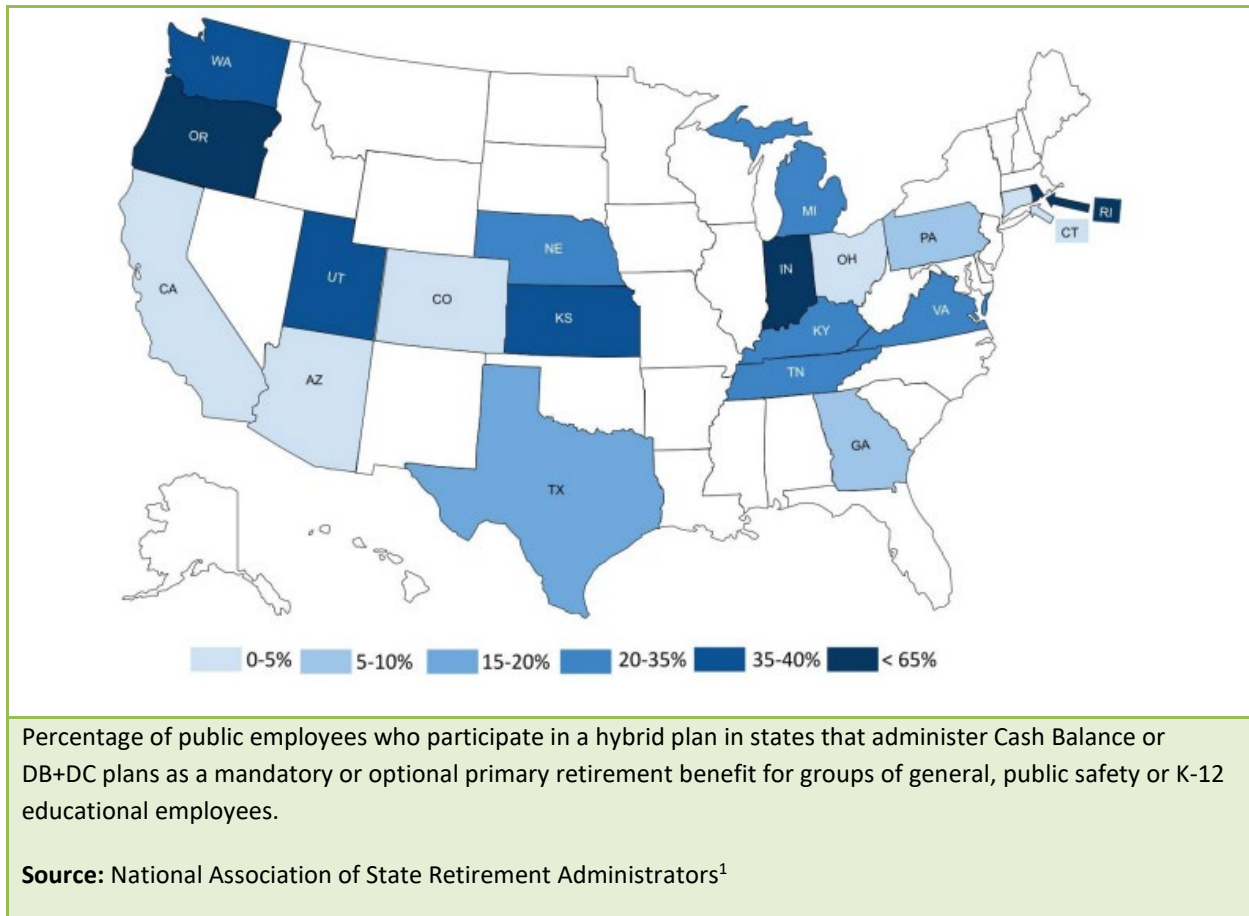 WA
OR
MI
RI
CT
NE
PA
IN
OH
UT
CA
CO
KS
VA
KY
TN
AZ
GA
TX
0-5% 5-10% 15-20% 20-35% 35-40% < 65%
Percentage of public employees who participate in a hybrid plan in states that administer Cash Balance or
DB+DC plans as a mandatory or optional primary retirement benefit for groups of general, public safety or K-12
educational employees.
Source: National Association of State Retirement Administrators1